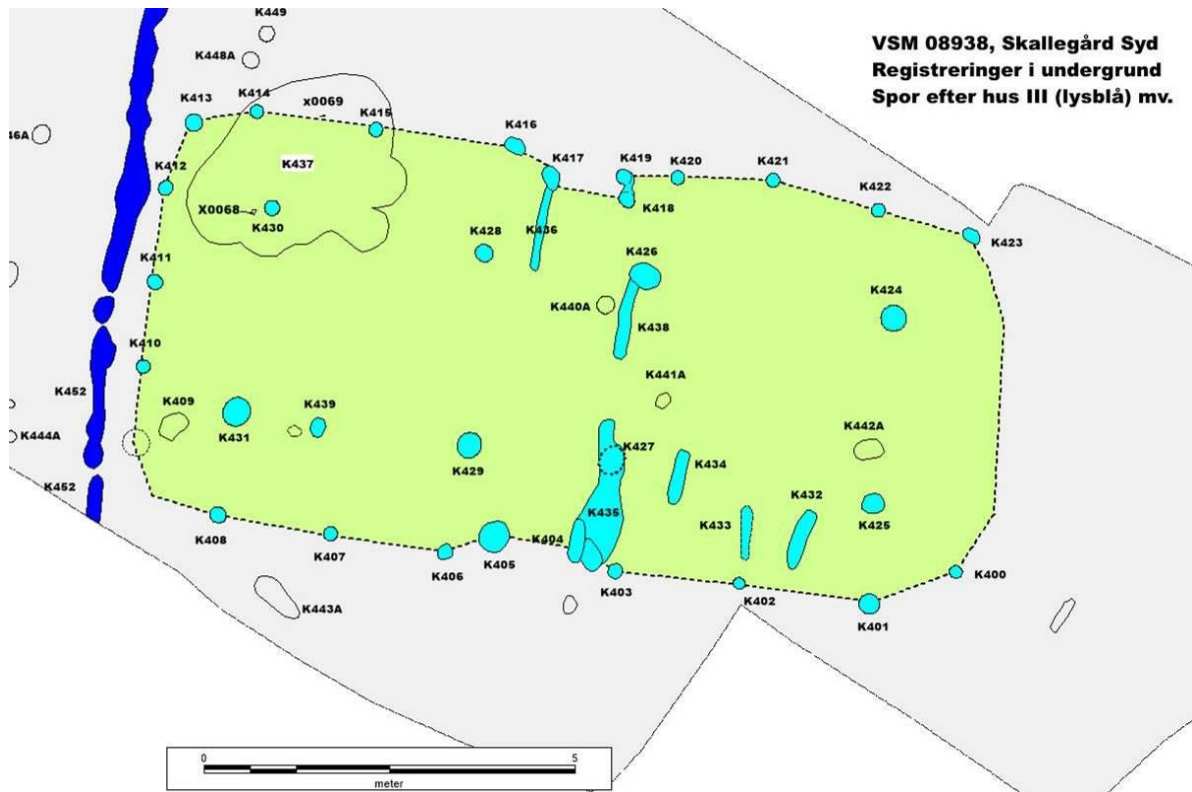 VSM 08938, Skallegård Syd
Registreringer i undergrund
Spor efter hus III (lysblå) mv.
K449
K448A
K413
K414
x0069
K415
K416
46A
K437
K417
K419
K420
K421
K412
K422
X0068
K430
K418
K428
K436
K423
K426
K411
K424
K440A
K438
K410
K441A
K452
K409
K439
K442A
K444A
K431
K427
K434
K429
K452
K432
K435
K433
K425
K408
K404
K407
K405
K406
K403
K400
K402
K443A
K401
0
5
meter